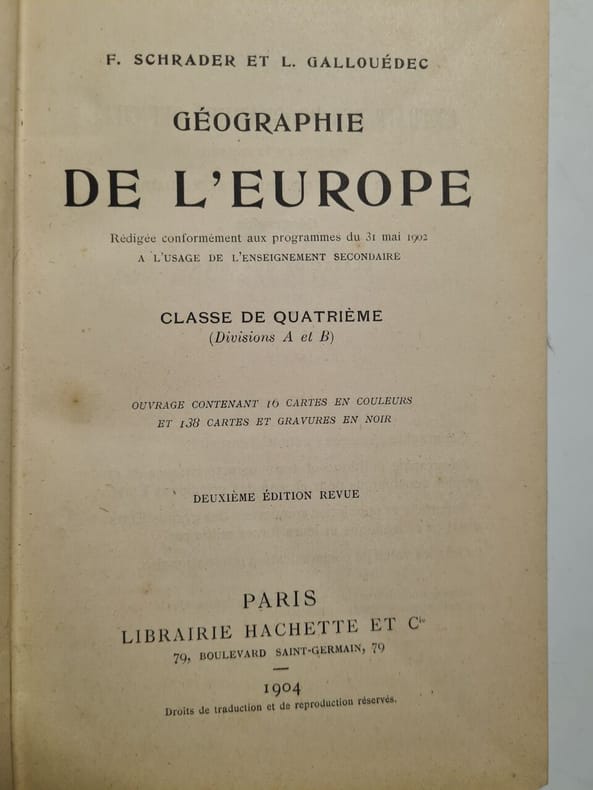 F. SCHRADER ET L. GALLOUÉDEC
GÉOGRAPHIE
DE L'EUROPE
Rédigée conformément aux programmes du 31 mai 1902
A L'USAGE DE L'ENSEIGNEMENT SECONDAIRE
CLASSE DE QUATRIÈME
(Divisions A et B)
OUVRAGE CONTENANT 16 CARTES EN COULEURS
ET 138 CARTES ET GRAVURES EN NOIR
DEUXIÈME ÉDITION REVUE
PARIS
LIBRAIRIE HACHETTE ET Cie
79, BOULEVARD SAINT-GERMAIN, 79
1904
Droits de traduction et de reproduction réservés.